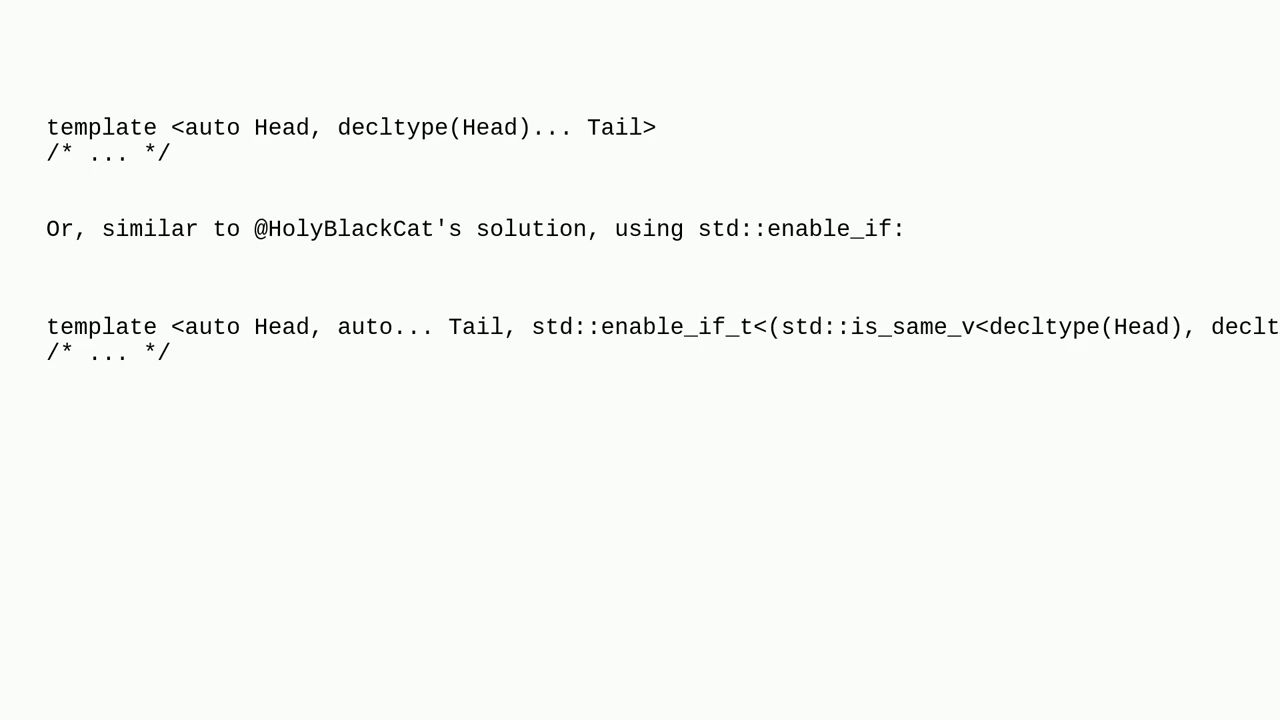 template <auto Head, decltype(Head)... Tail>
/* ... */
Or, similar to @HolyBlackCat's solution, using std::enable_if:
template <auto Head, auto... Tail, std::enable_if_t<(std::is_same_v<decltype(Head), declt
/* ... */